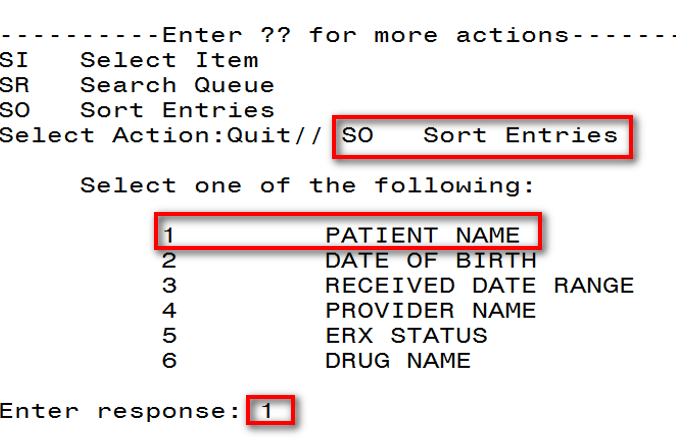 ----------Enter ?? for more actions-------
SI   Select Item
SR   Search Queue
SO   Sort Entries
Select Action:Quit// SO   Sort Entries
Select one of the following:
1   PATIENT NAME
2   DATE OF BIRTH
3   RECEIVED DATE RANGE
4   PROVIDER NAME
5   ERX STATUS
6   DRUG NAME
Enter response: 1